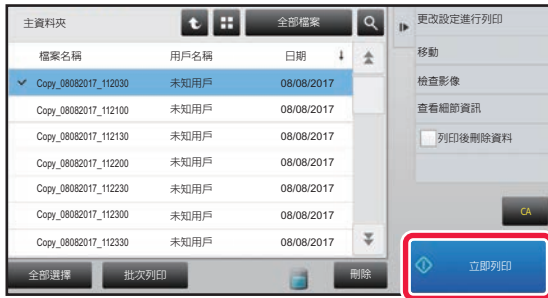 主資料夾
全部檔案
檔案名稱 用戶名稱 日期
Copy_08082017_112030 未知用戶 08/08/2017
Copy_08082017_112100 未知用戶 08/08/2017
Copy_08082017_112130 未知用戶 08/08/2017
Copy_08082017_112200 未知用戶 08/08/2017
Copy_08082017_112230 未知用戶 08/08/2017
Copy_08082017_112300 未知用戶 08/08/2017
Copy_08082017_112330 未知用戶 08/08/2017
全部選擇 批次列印 刪除
更改設定進行列印
移動
檢查影像
查看細節資訊
列印後刪除資料
CA
立即列印